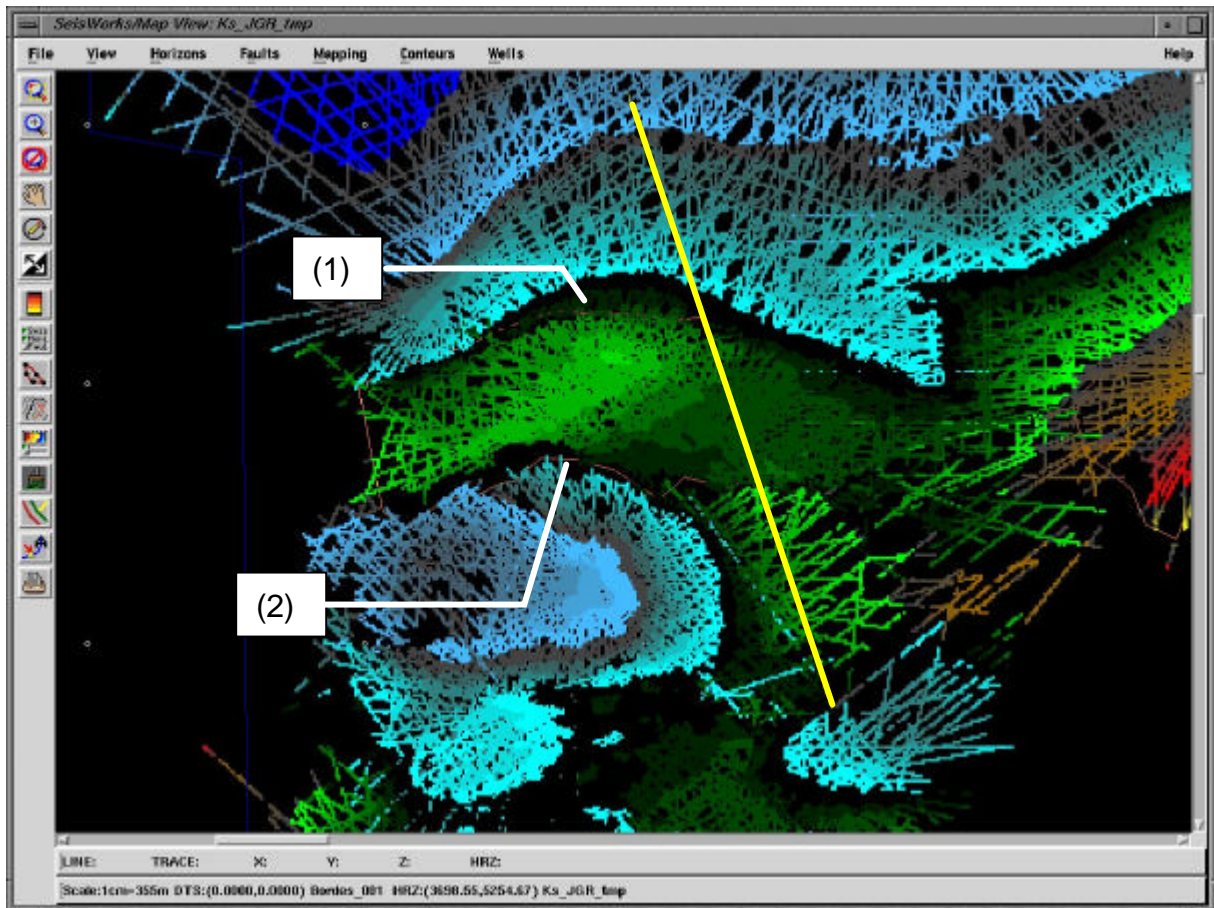 SeisWorks/Map View: Ks_JGR_tmp
File View Horizons Faults Mapping Contours Wells Help
(1)
(2)
LINE: TRACE: X: Y: Z: HRZ:
Scale:1cm=355m DTS:(0.0000,0.0000) Bordes_001 HRZ:(3698.55,5254.67) Ks_JGR_tmp